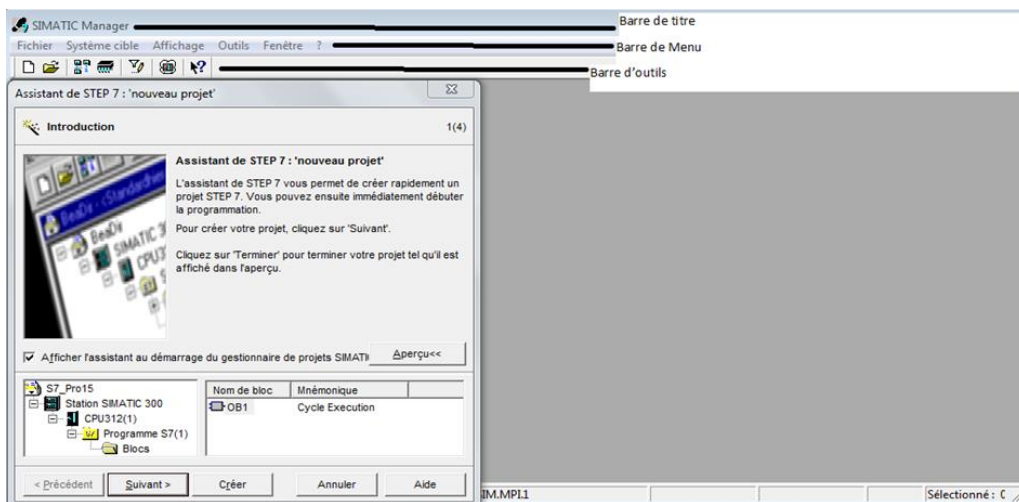 SIMATIC Manager
Barre de titre
Fichier Système cible Affichage Outils Fenêtre ?
Barre de Menu
Barre d'outils
Assistant de STEP 7 : 'nouveau projet'
Introduction 1(4)
Assistant de STEP 7 : 'nouveau projet'
L'assistant de STEP 7 vous permet de créer rapidement un
projet STEP 7. Vous pouvez ensuite immédiatement débuter
la programmation.
Pour créer votre projet, cliquez sur 'Suivant'.
Cliquez sur 'Terminer' pour terminer votre projet tel qu'il est
affiché dans l'aperçu.
BeaDir
SIMATIC 3
Afficher l'assistant au démarrage du gestionnaire de projets SIMATI
Aperçu<<
S7_Pro15
Station SIMATIC 300
CPU312(1)
Programme S7(1)
Blocs
Nom de bloc Mnémonique
OB1 Cycle Execution
< Précédent Suivant > Créer Annuler Aide
IM.MPI.1 Sélectionné :